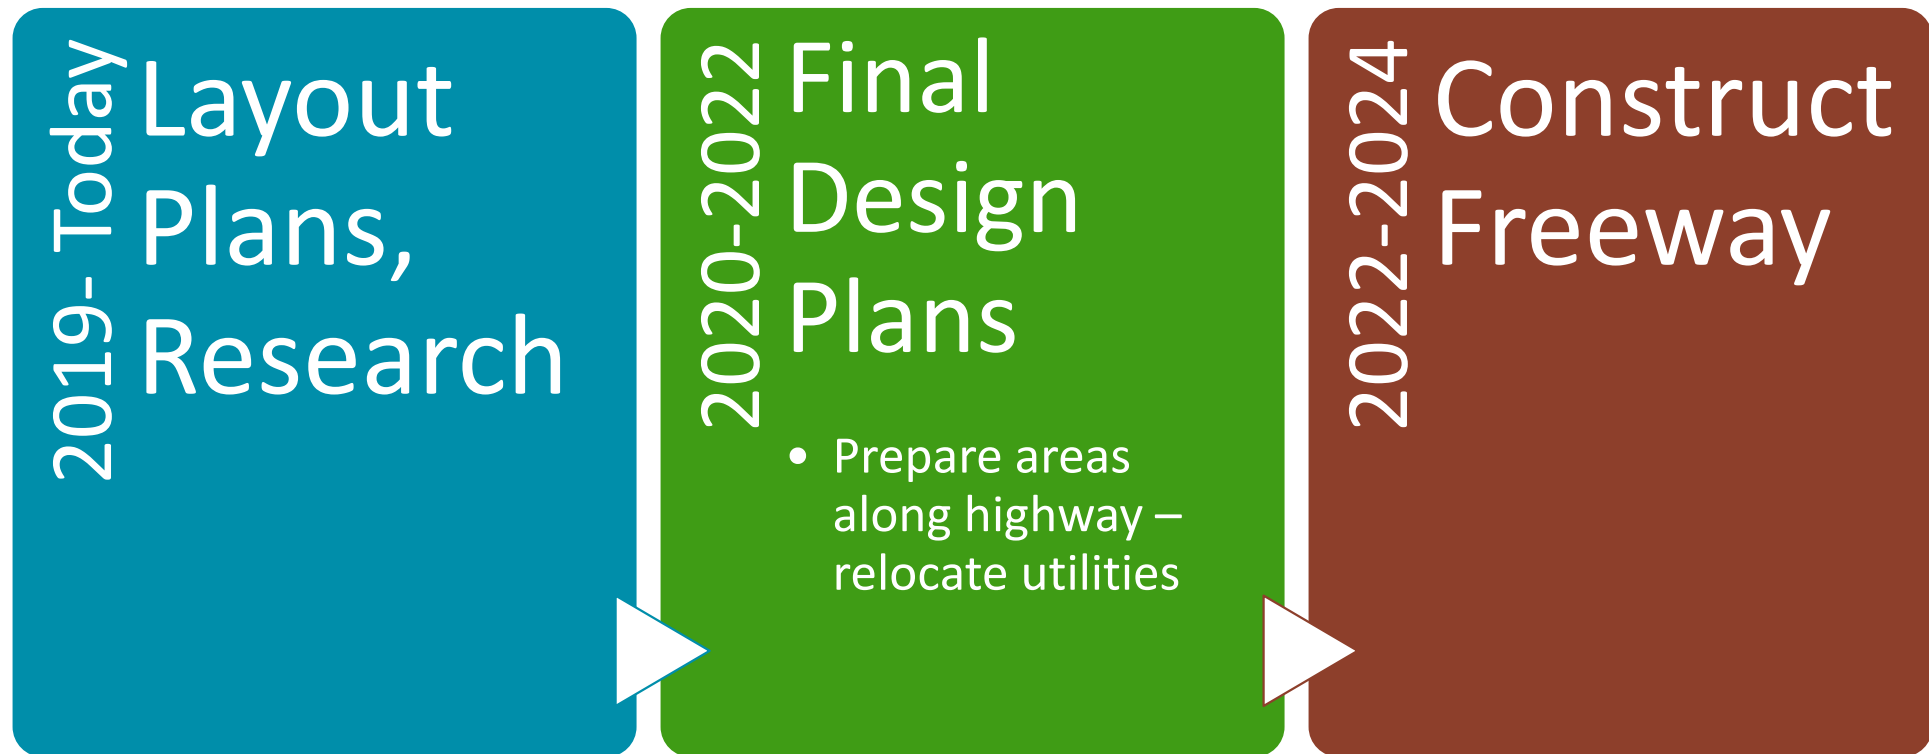 2019- Today
Layout
Plans,
Research
2020-2022
Final
Design
Plans
• Prepare areas
along highway –
relocate utilities
2022-2024
Construct
Freeway